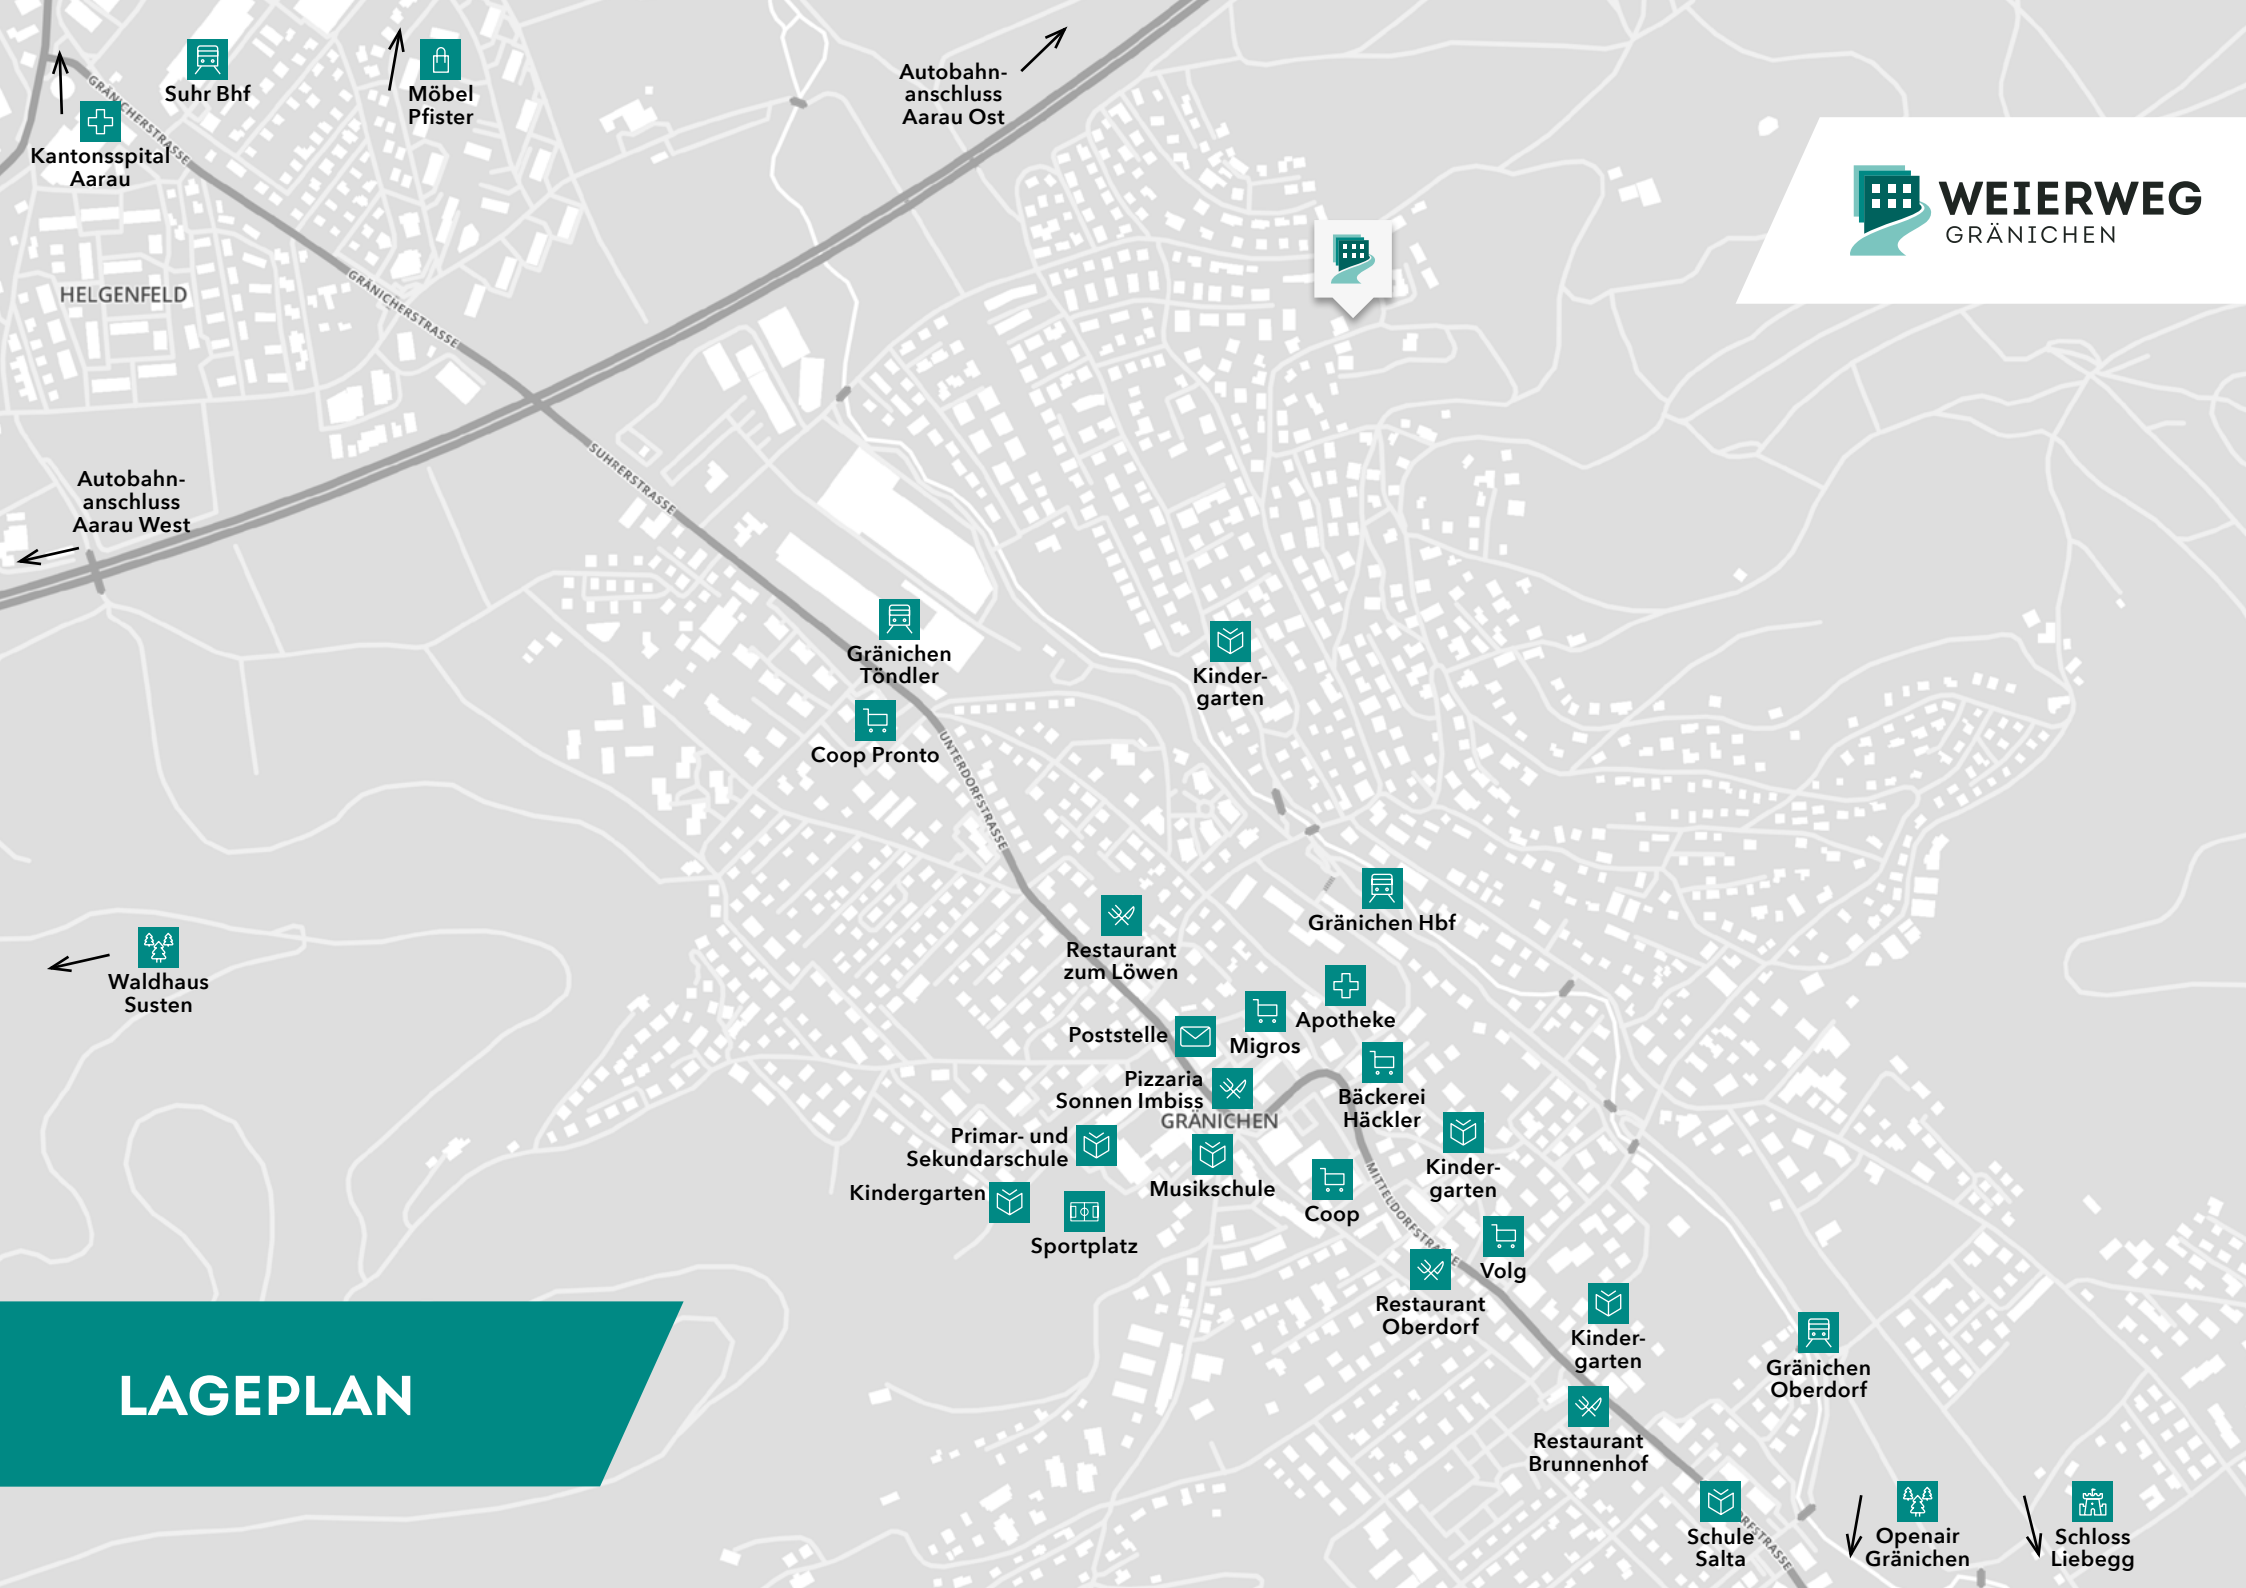 Suhr Bhf
Möbel
Pfister
Autobahn-
anschluss
Aarau Ost
GRÄNICHERSTRASSE
Kantonsspital
Aarau
WEIERWEG
GRÄNICHEN
HELGENFELD
GRÄNICHERSTRASSE
Autobahn-
anschluss
Aarau West
SUHRERSTRASSE
Gränichen
Töndler
Kinder-
garten
Coop Pronto
UNTERDORFSTRASSE
Gränichen Hbf
Restaurant
zum Löwen
Waldhaus
Susten
Apotheke
Poststelle
Migros
Pizzaria
Sonnen Imbiss
Bäckerei
Häckler
GRÄNICHEN
Primar- und
Sekundarschule
Kindergarten
Musikschule
Kinder-
garten
Coop
MITTELDORFSTRASSE
Sportplatz
Volg
Restaurant
Oberdorf
Kinder-
garten
Gränichen
Oberdorf
LAGEPLAN
Restaurant
Brunnenhof
Schule
Salta
RFSTRASSE
Openair
Gränichen
Schloss
Liebegg